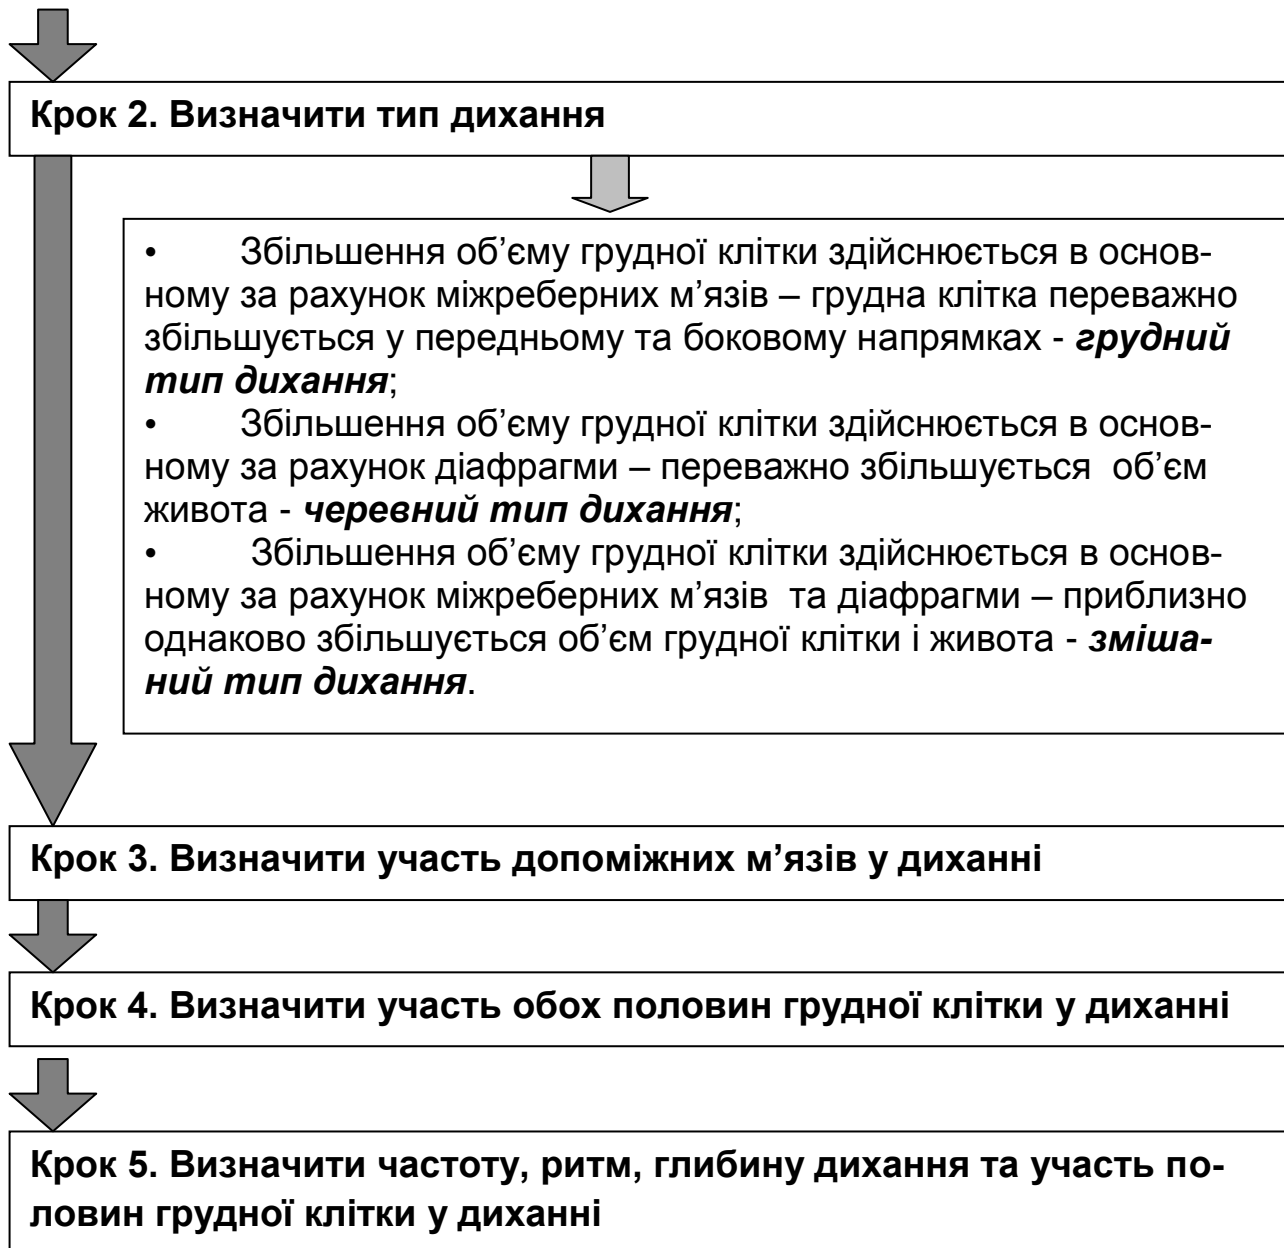 Крок 2. Визначити тип дихання
• Збільшення об’єму грудної клітки здійснюється в основ-
ному за рахунок міжреберних м’язів – грудна клітка переважно
збільшується у передньому та боковому напрямках - грудний
тип дихання;
• Збільшення об’єму грудної клітки здійснюється в основ-
ному за рахунок діафрагми – переважно збільшується об’єм
живота - черевний тип дихання;
• Збільшення об’єму грудної клітки здійснюється в основ-
ному за рахунок міжреберних м’язів та діафрагми – приблизно
однаково збільшується об’єм грудної клітки і живота - зміша-
ний тип дихання.
Крок 3. Визначити участь допоміжних м’язів у диханні
Крок 4. Визначити участь обох половин грудної клітки у диханні
Крок 5. Визначити частоту, ритм, глибину дихання та участь по-
ловин грудної клітки у диханні